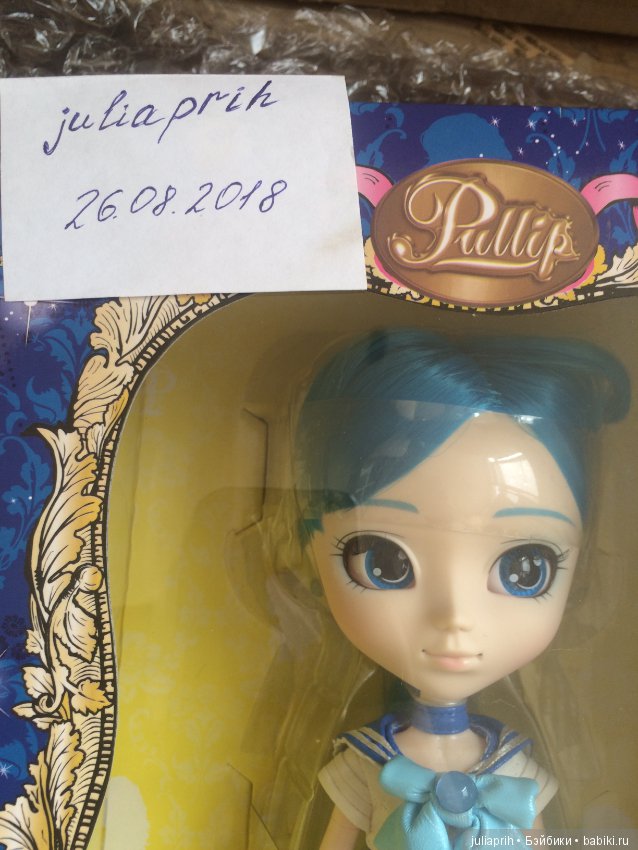 juliaprih
26.08.2018
Pullip
juliaprih • Бэйбики • babiki.ru